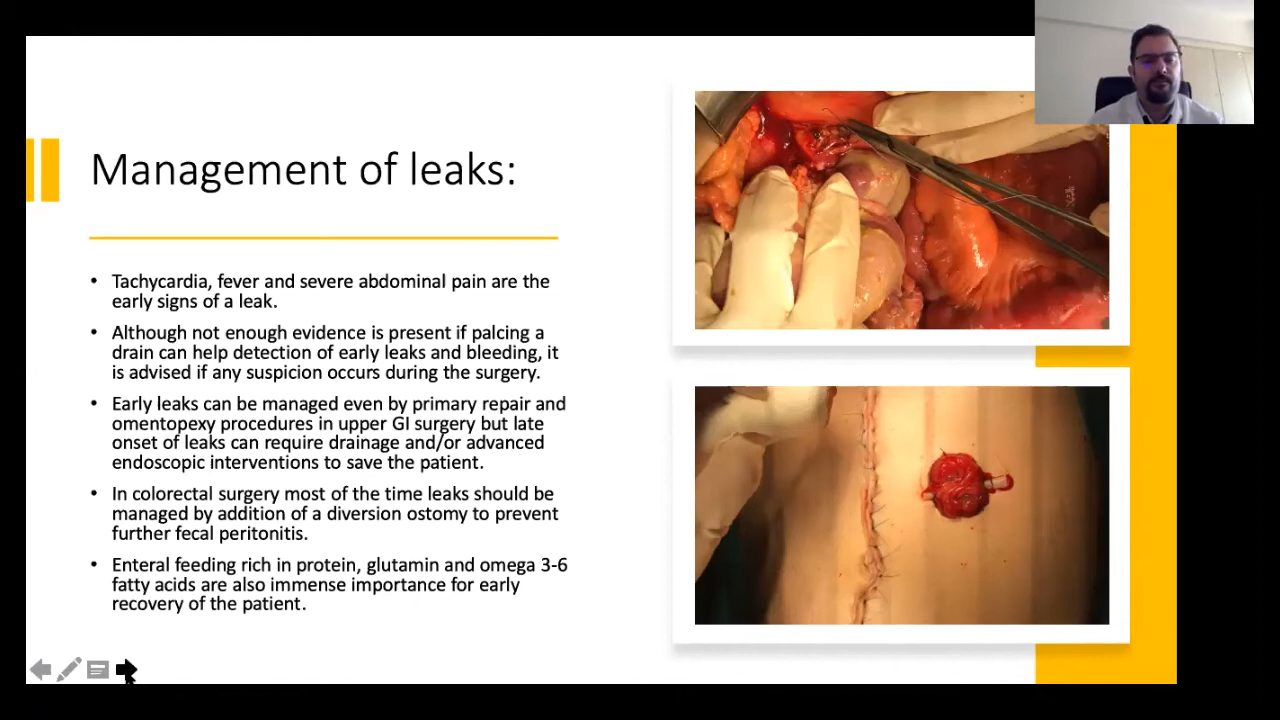 Management of leaks:
• Tachycardia, fever and severe abdominal pain are the
early signs of a leak.
• Although not enough evidence is present if palcing a
drain can help detection of early leaks and bleeding, it
is advised if any suspicion occurs during the surgery.
• Early leaks can be managed even by primary repair and
omentopexy procedures in upper GI surgery but late
onset of leaks can require drainage and/or advanced
endoscopic interventions to save the patient.
• In colorectal surgery most of the time leaks should be
managed by addition of a diversion ostomy to prevent
further fecal peritonitis.
• Enteral feeding rich in protein, glutamin and omega 3-6
fatty acids are also immense importance for early
recovery of the patient.